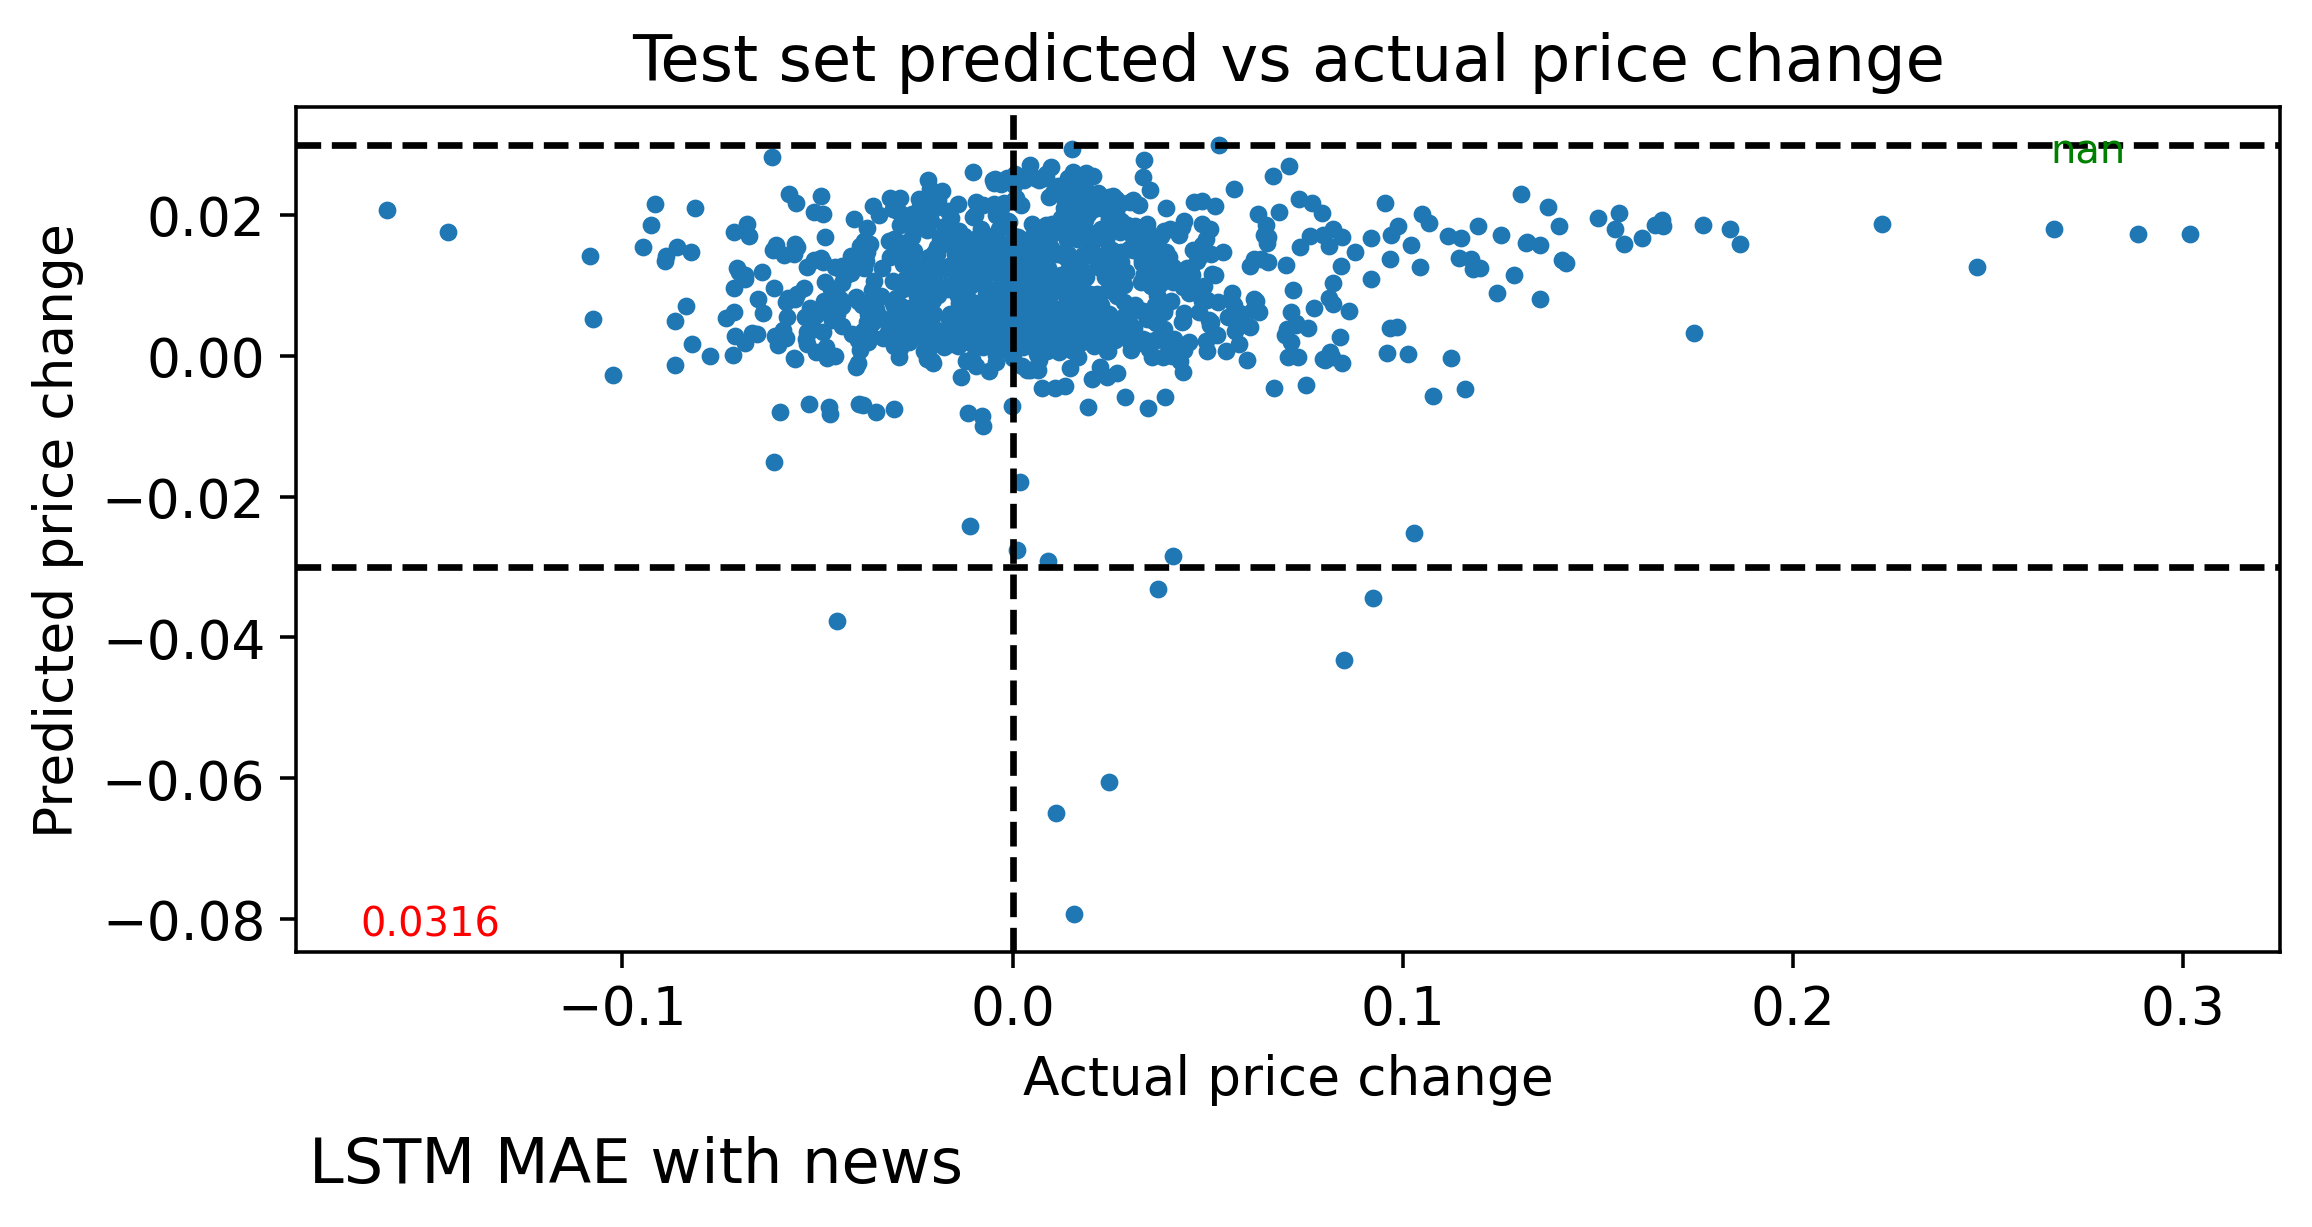 Test set predicted vs actual price change
nan
0.02
0.00
−0.02
−0.04
−0.06
−0.08
Predicted price change
0.0316
−0.1 0.0 0.1 0.2 0.3
Actual price change
LSTM MAE with news